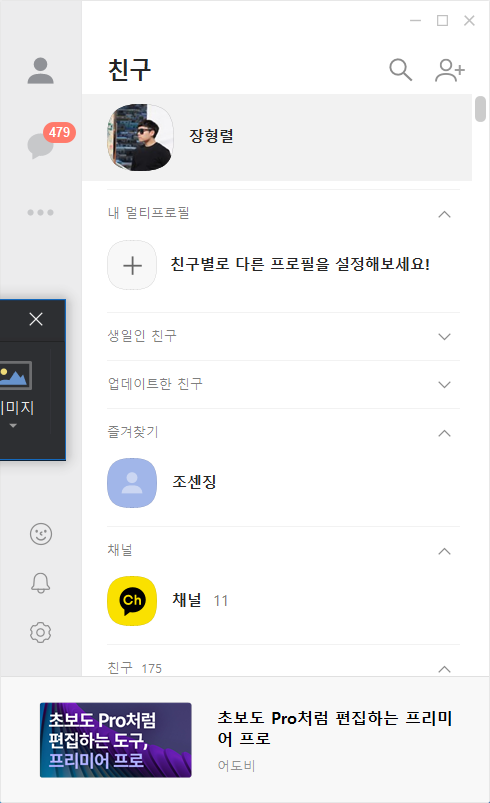 친구
479
장형렬
내 멀티프로필
친구별로 다른 프로필을 설정해보세요!
생일인 친구
업데이트한 친구
이미지
즐겨찾기
조센징
채널
Ch
채널 11
친구 175
초보도 Pro처럼
편집하는 도구,
프리미어 프로
초보도 Pro처럼 편집하는 프리미
어 프로
어도비